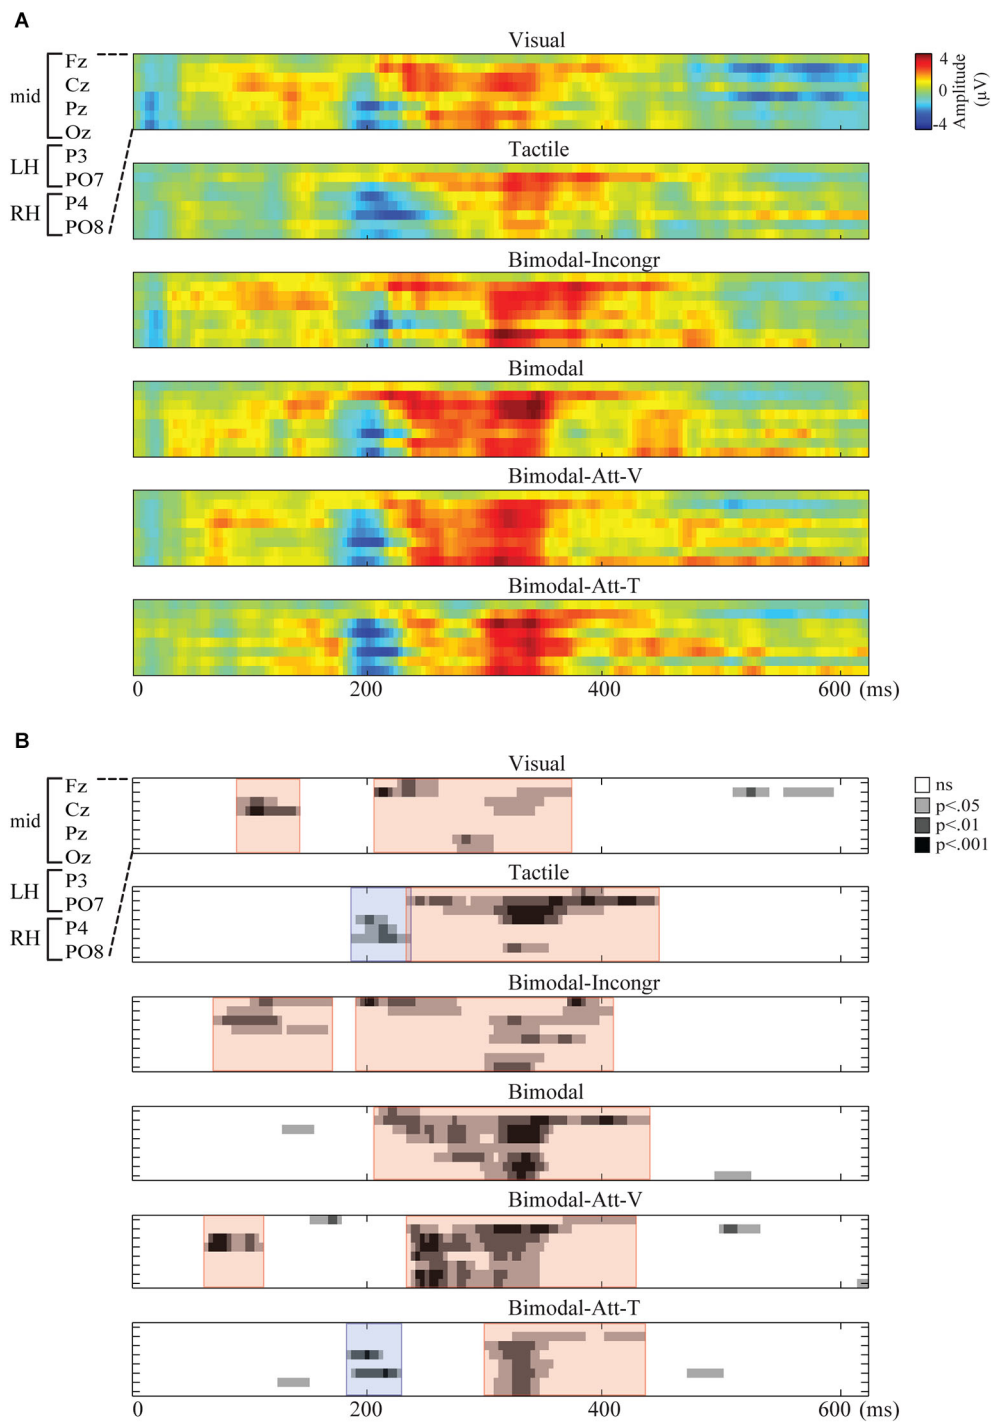 A
Visual
Fz
Cz
mid
Pz
Oz
LH
P3
PO7
RH
P4
PO8
4
0
-4
Amplitude
(µV)
Tactile
Bimodal-Incongr
Bimodal
Bimodal-Att-V
Bimodal-Att-T
0 200 400 600 (ms)
B
Visual
Fz
Cz
mid
Pz
Oz
LH
P3
PO7
RH
P4
PO8
ns
p<.05
p<.01
p<.001
Tactile
Bimodal-Incongr
Bimodal
Bimodal-Att-V
Bimodal-Att-T
0 200 400 600 (ms)